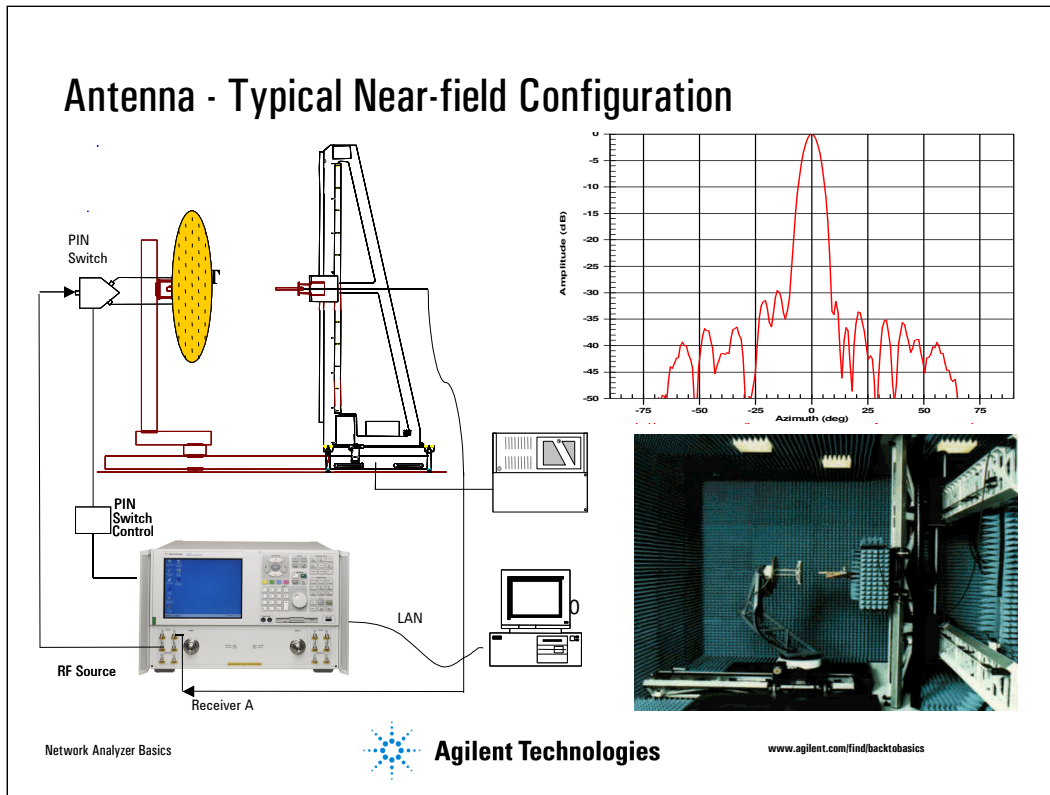 Antenna - Typical Near-field Configuration
PIN
Switch
T
PIN
Switch
Control
RF Source
Receiver A
LAN
0
-5
-10
-15
-20
-25
-30
-35
-40
-45
-50
Amplitude (dB)
-75
-50
-25
0
25
50
75
Azimuth (deg)
Network Analyzer Basics
Agilent Technologies
www.agilent.com/find/backtobasics